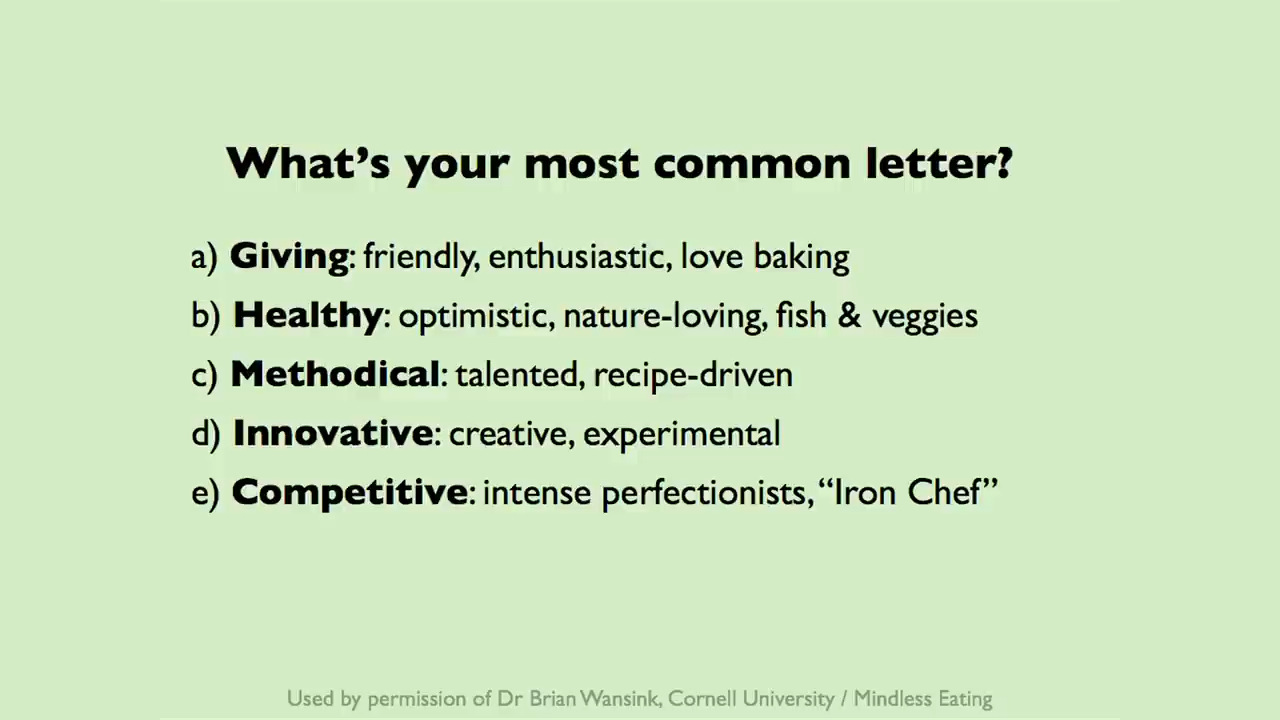 What’s your most common letter?
a) Giving: friendly, enthusiastic, love baking
b) Healthy: optimistic, nature-loving, fish & veggies
c) Methodical: talented, recipe-driven
d) Innovative: creative, experimental
e) Competitive: intense perfectionists, “Iron Chef”
Used by permission of Dr Brian Wansink, Cornell University / Mindless Eating